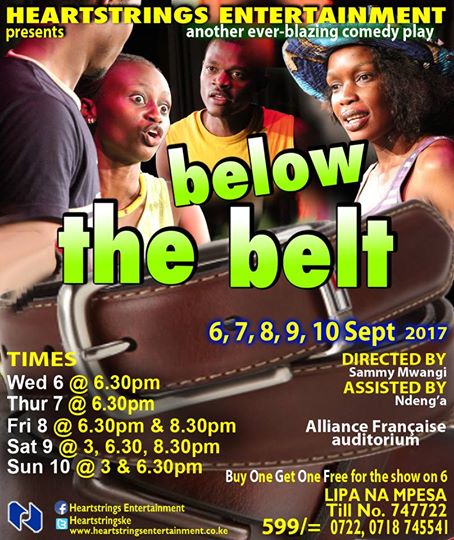 HEARTSTRINGS ENTERTAINMENT
presents another ever-blazing comedy play
below
the belt
6, 7, 8, 9, 10 Sept 2017
TIMES
Wed 6 @ 6.30pm
Thur 7 @ 6.30pm
Fri 8 @ 6.30pm & 8.30pm
Sat 9 @ 3, 6.30, 8.30pm
Sun 10 @ 3 & 6.30pm
DIRECTED BY
Sammy Mwangi
ASSISTED BY
Ndeng'a
Alliance Française
auditorium
Buy One Get One Free for the show on 6
Heartstrings Entertainment
Heartstringske
www.heartstringsentertainment.co.ke
LIPA NA MPESA
Till No. 747722
599/= 0722, 0718 745541